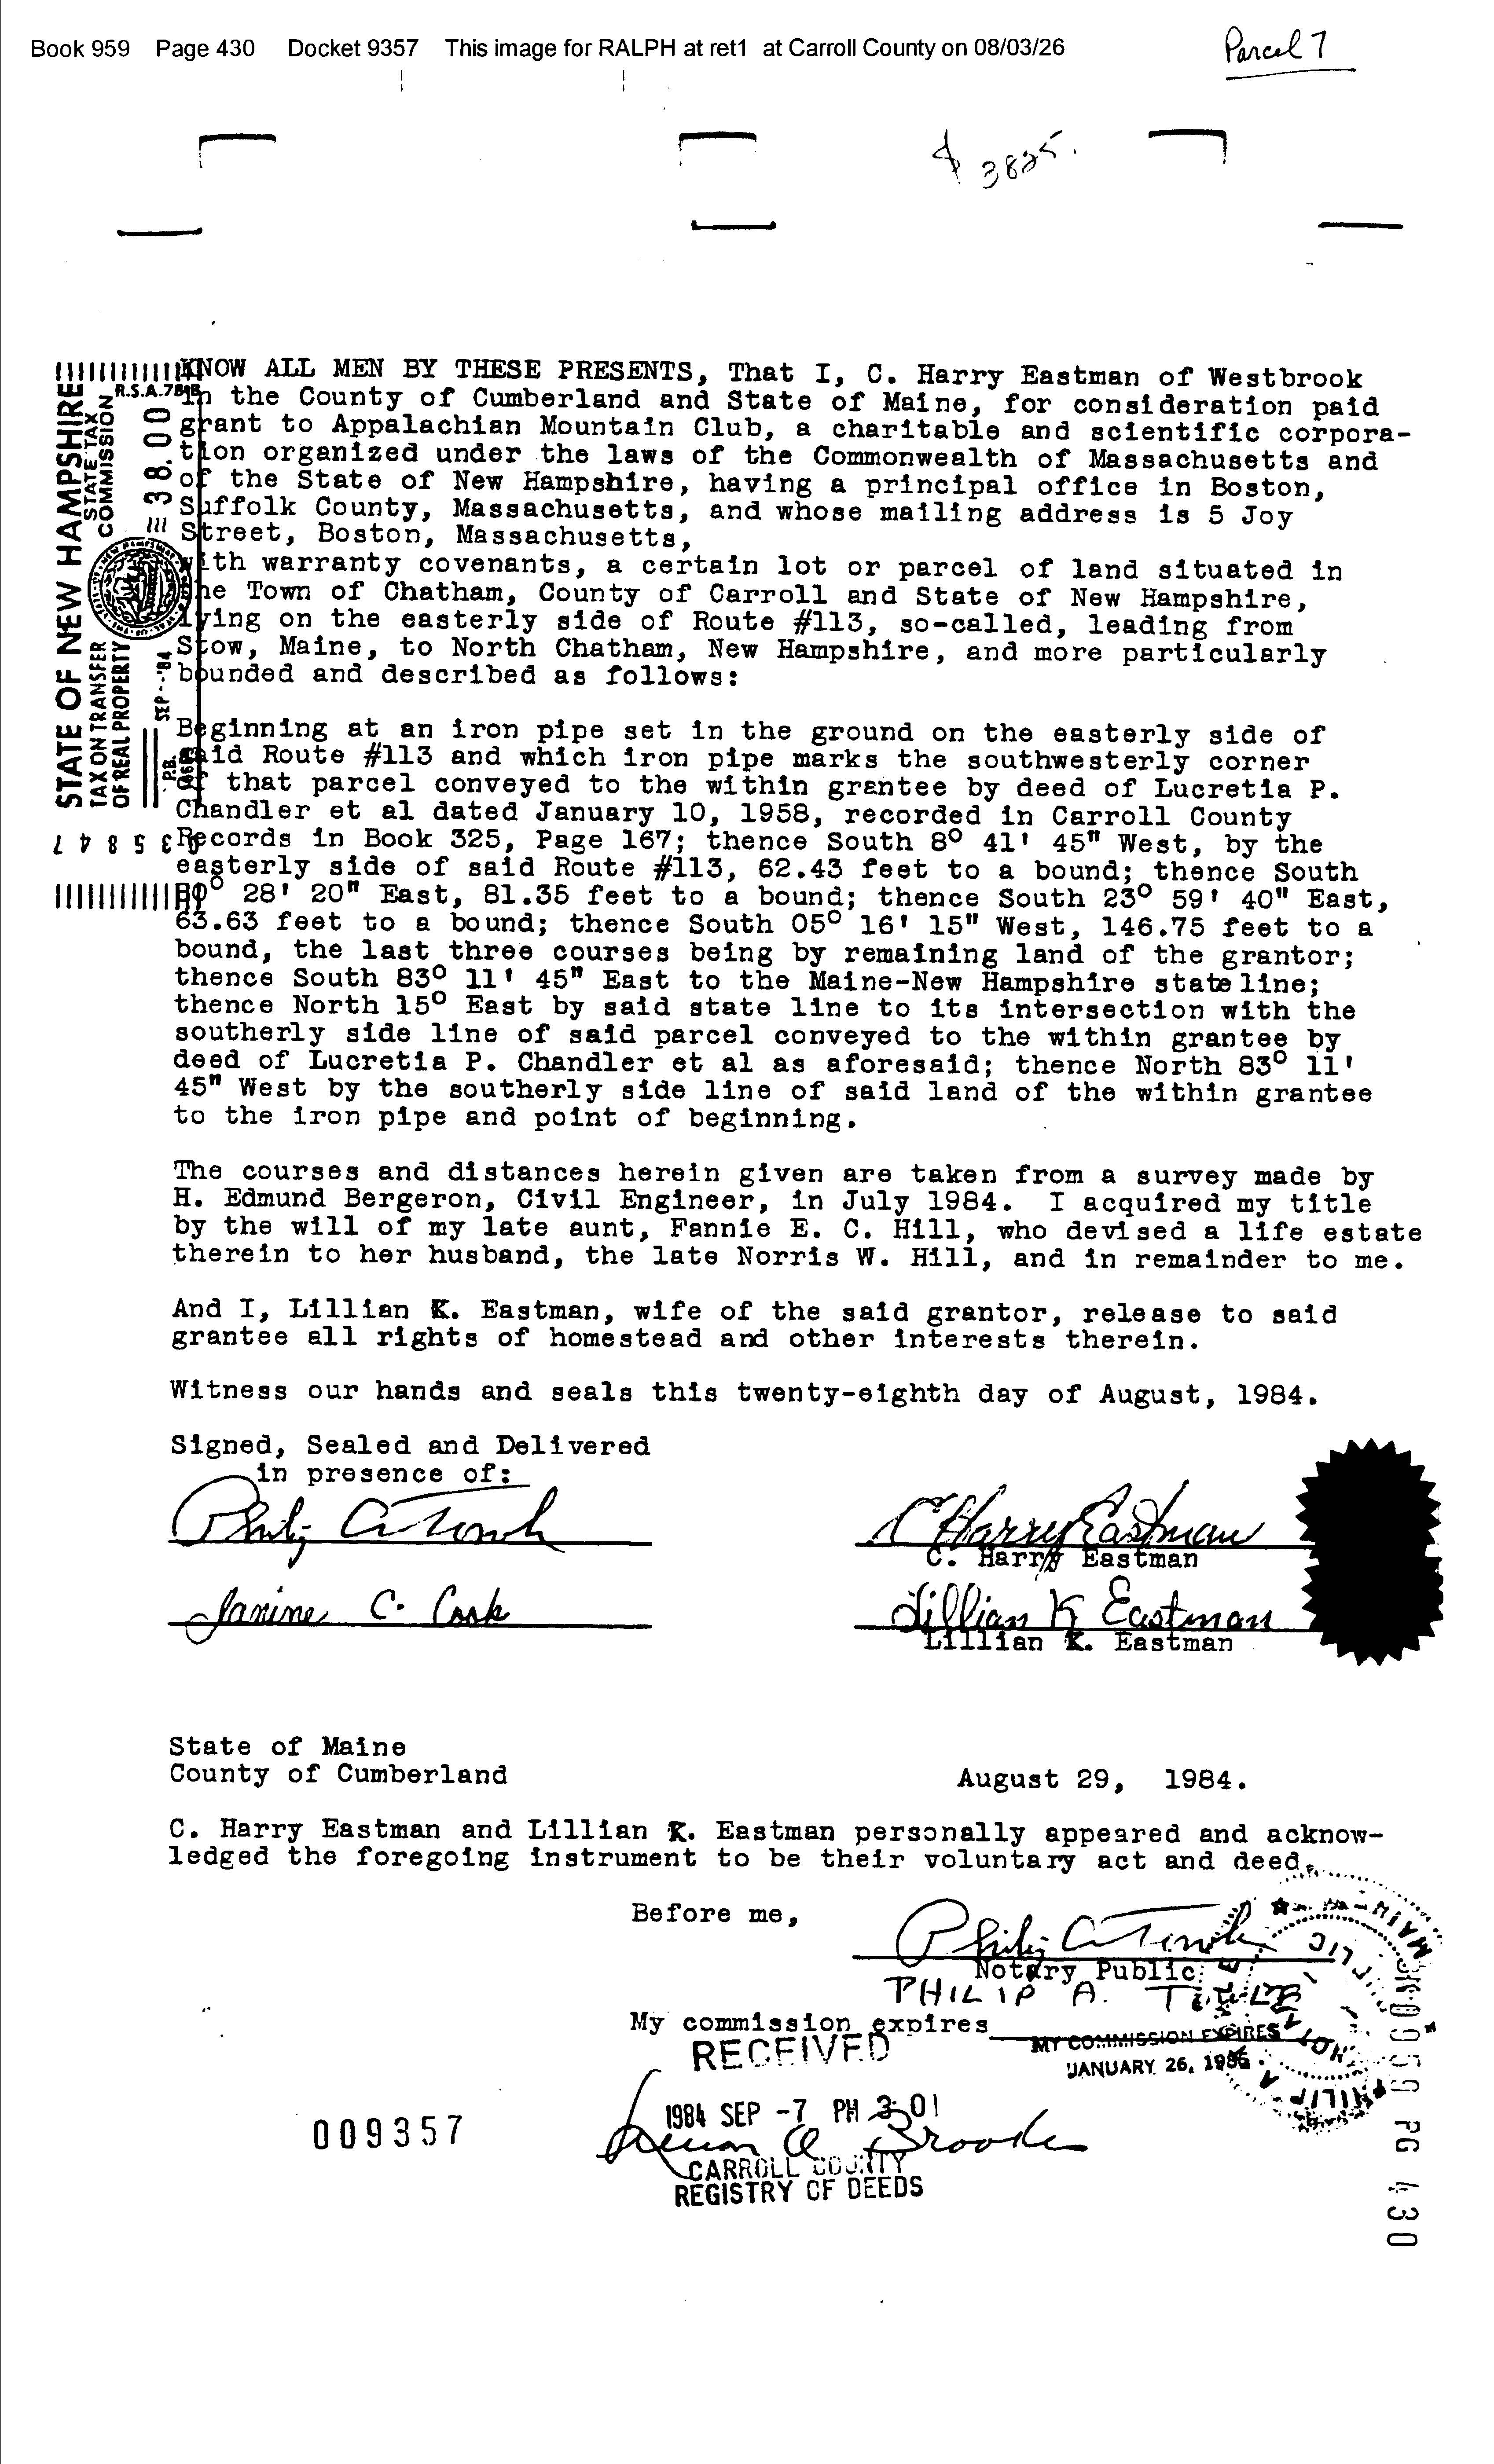 Book 959 Page 430 Docket 9357 This image for RALPH at ret1 at Carroll County on 08/03/26
Parcel 7
$ 3825.
KNOW ALL MEN BY THESE PRESENTS, That I, C. Harry Eastman of Westbrook
in the County of Cumberland and State of Maine, for consideration paid
grant to Appalachian Mountain Club, a charitable and scientific corpora-
tion organized under the laws of the Commonwealth of Massachusetts and
of the State of New Hampshire, having a principal office in Boston,
Suffolk County, Massachusetts, and whose mailing address is 5 Joy
Street, Boston, Massachusetts,
with warranty covenants, a certain lot or parcel of land situated in
the Town of Chatham, County of Carroll and State of New Hampshire,
lying on the easterly side of Route #113, so-called, leading from
Stow, Maine, to North Chatham, New Hampshire, and more particularly
bounded and described as follows:
STATE OF NEW HAMPSHIRE
STATE TAX
COMMISSION
R.S.A.78-B
38.00
TAX ON TRANSFER
OF REAL PROPERTY
SEP--'84
P.B.
35847
Beginning at an iron pipe set in the ground on the easterly side of
said Route #113 and which iron pipe marks the southwesterly corner
of that parcel conveyed to the within grantee by deed of Lucretia P.
Chandler et al dated January 10, 1958, recorded in Carroll County
Records in Book 325, Page 167; thence South 8º 41' 45" West, by the
easterly side of said Route #113, 62.43 feet to a bound; thence South
º 28' 20" East, 81.35 feet to a bound; thence South 23º 59' 40" East,
63.63 feet to a bound; thence South 05º 16' 15" West, 146.75 feet to a
bound, the last three courses being by remaining land of the grantor;
thence South 83º 11' 45" East to the Maine-New Hampshire state line;
thence North 15º East by said state line to its intersection with the
southerly side line of said parcel conveyed to the within grantee by
deed of Lucretia P. Chandler et al as aforesaid; thence North 83º 11'
45" West by the southerly side line of said land of the within grantee
to the iron pipe and point of beginning.
The courses and distances herein given are taken from a survey made by
H. Edmund Bergeron, Civil Engineer, in July 1984. I acquired my title
by the will of my late aunt, Fannie E. C. Hill, who devised a life estate
therein to her husband, the late Norris W. Hill, and in remainder to me.
And I, Lillian K. Eastman, wife of the said grantor, release to said
grantee all rights of homestead and other interests therein.
Witness our hands and seals this twenty-eighth day of August, 1984.
Signed, Sealed and Delivered
in presence of:
C Harry Eastman
C. Harry Eastman
Janine C. Cook
Lillian K Eastman
Lillian K. Eastman
State of Maine
County of Cumberland
August 29, 1984.
C. Harry Eastman and Lillian K. Eastman personally appeared and acknow-
ledged the foregoing instrument to be their voluntary act and deed.
Before me,
Notary Public
PHILIP A.
My commission expires
MY COMMISSION EXPIRES
JANUARY 26, 1986.
RECEIVED
1984 SEP -7 PM 3:01
CARROLL COUNTY
REGISTRY OF DEEDS
009357
BK0959 PG 430